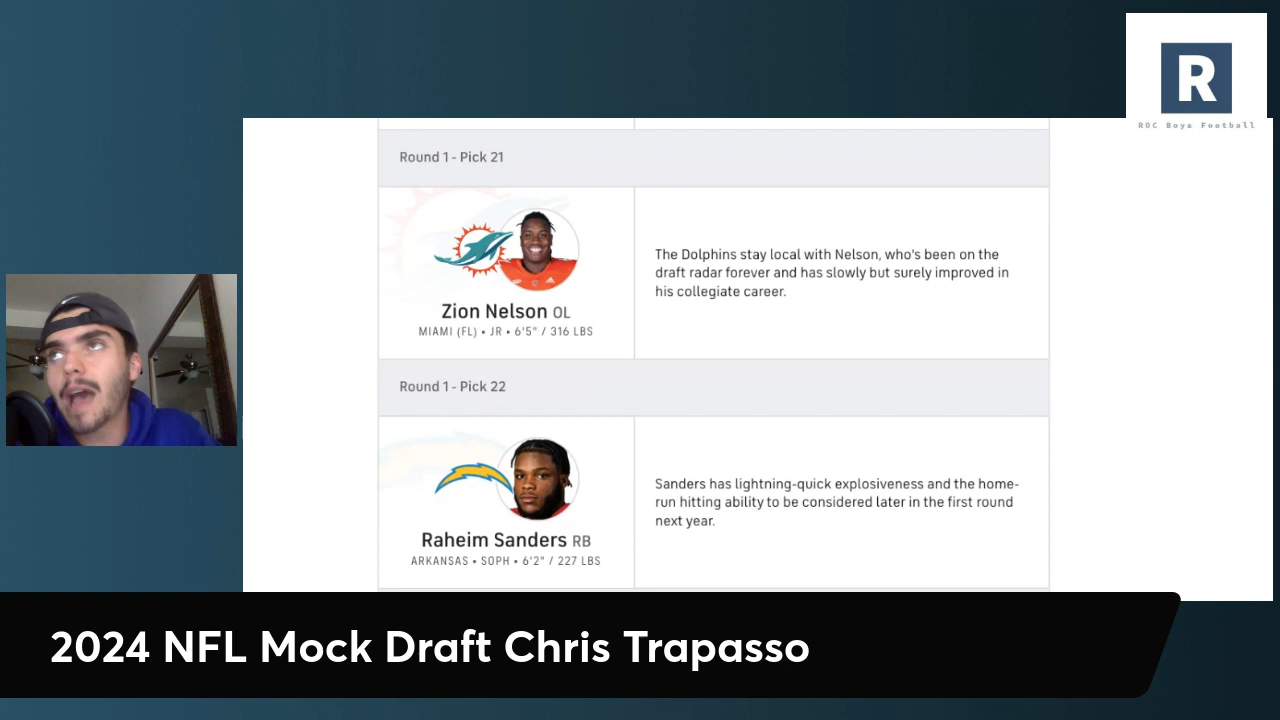 R
ROC Boys Football
Round 1 - Pick 21
The Dolphins stay local with Nelson, who's been on the
draft radar forever and has slowly but surely improved in
his collegiate career.
Zion Nelson OL
MIAMI (FL) • JR • 6'5" / 316 LBS
Round 1 - Pick 22
Sanders has lightning-quick explosiveness and the home-
run hitting ability to be considered later in the first round
next year.
Raheim Sanders RB
ARKANSAS • SOPH • 6'2" / 227 LBS
2024 NFL Mock Draft Chris Trapasso